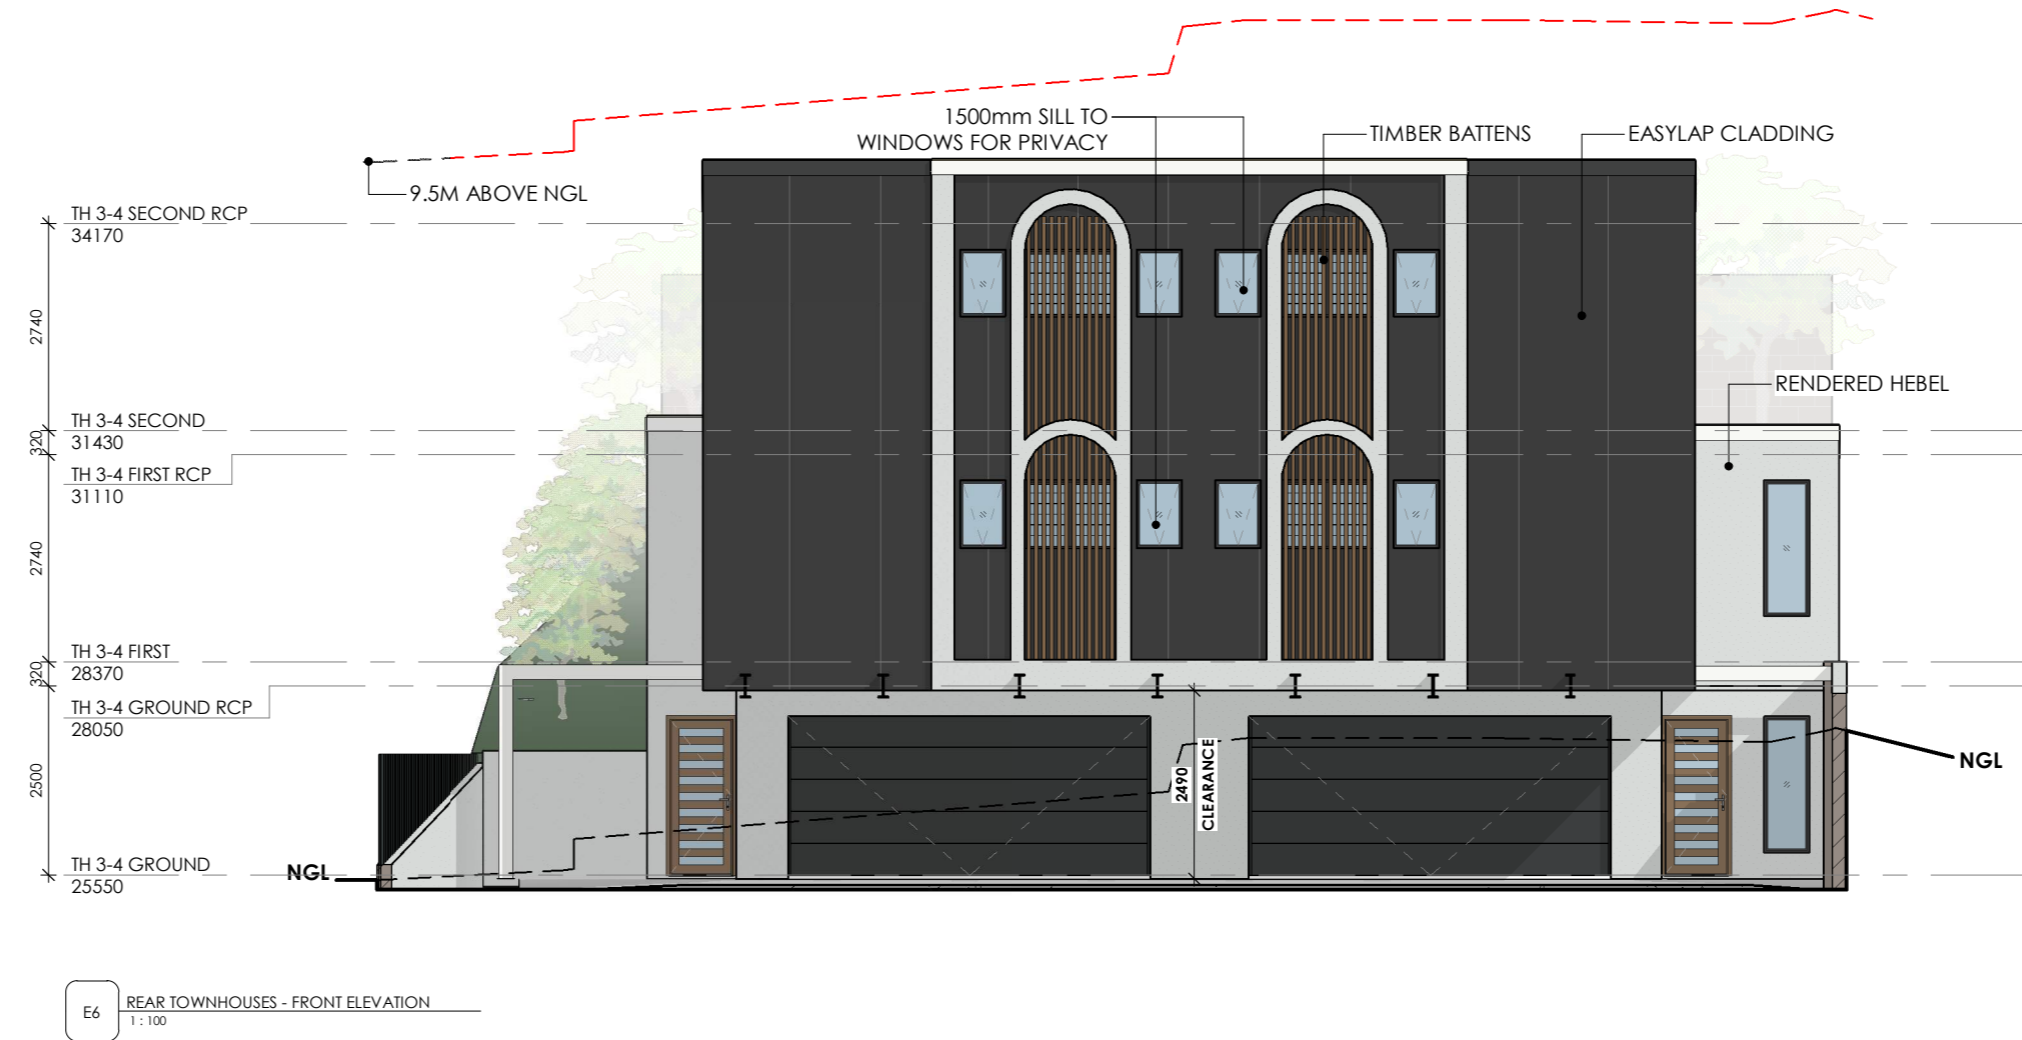 1500mm SILL TO
WINDOWS FOR PRIVACY
TIMBER BATTENS
EASYLAP CLADDING
9.5M ABOVE NGL
TH 3-4 SECOND RCP
34170
2740
RENDERED HEBEL
TH 3-4 SECOND
31430
320
TH 3-4 FIRST RCP
31110
2740
TH 3-4 FIRST
28370
320
TH 3-4 GROUND RCP
28050
2500
2490
CLEARANCE
NGL
TH 3-4 GROUND
25550
NGL
E6
REAR TOWNHOUSES - FRONT ELEVATION
1 : 100